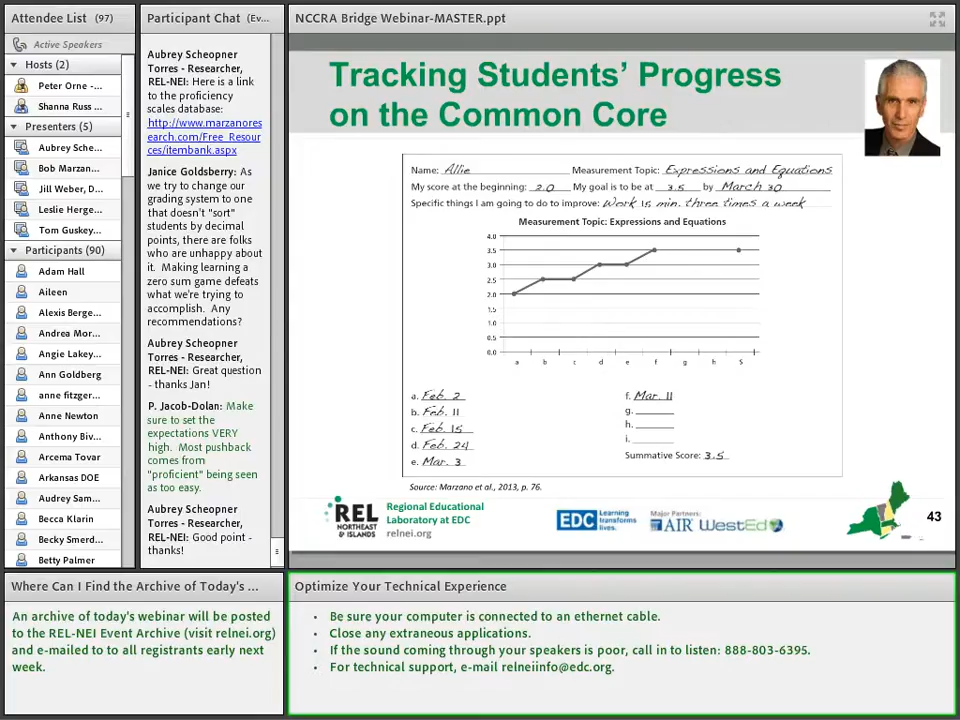 Attendee List (97)
Active Speakers
Hosts (2)
Peter Orne -...
Shanna Russ ...
Presenters (5)
Aubrey Sche...
Bob Marzan...
Jill Weber, D...
Leslie Herge...
Tom Guskey...
Participants (90)
Adam Hall
Aileen
Alexis Berge...
Andrea Mor...
Angie Lakey...
Ann Goldberg
anne fitzger...
Anne Newton
Anthony Biv...
Arcema Tovar
Arkansas DOE
Audrey Sam...
Becca Klarin
Becky Smerd...
Betty Palmer
Participant Chat (Ev...
Aubrey Scheopner
Torres - Researcher,
REL-NEI: Here is a link
to the proficiency
scales database:
http://www.marzanores
earch.com/Free_Resour
ces/itembank.aspx
Janice Goldsberry: As
we try to change our
grading system to one
that doesn't "sort"
students by decimal
points, there are folks
who are unhappy about
it. Making learning a
zero sum game defeats
what we're trying to
accomplish. Any
recommendations?
Aubrey Scheopner
Torres - Researcher,
REL-NEI: Great question
- thanks Jan!
P. Jacob-Dolan: Make
sure to set the
expectations VERY
high. Most pushback
comes from
"proficient" being seen
as too easy.
Aubrey Scheopner
Torres - Researcher,
REL-NEI: Good point -
thanks!
NCCRA Bridge Webinar-MASTER.ppt
Tracking Students' Progress
on the Common Core
Name: Allie Measurement Topic: Expressions and Equations
My score at the beginning: 2.0 My goal is to be at 3.5 by March 30
Specific things I am going to do to improve: Work 15 min. three times a week
Measurement Topic: Expressions and Equations
4.0
3.5
3.0
2.5
2.0
1.5
1.0
0.5
0.0
a b c d e f g h S
a. Feb. 2
b. Feb. 11
c. Feb. 15
d. Feb. 24
e. Mar. 3
f. Mar. 11
g.
h.
i.
Summative Score: 3.5
Source: Marzano et al., 2013, p. 76.
REL
NORTHEAST
& ISLANDS
Regional Educational
Laboratory at EDC
relnei.org
EDC Learning
transforms
lives.
Major Partners:
AIR WestEd
43
Where Can I Find the Archive of Today's ...
An archive of today's webinar will be posted
to the REL-NEI Event Archive (visit relnei.org)
and e-mailed to to all registrants early next
week.
Optimize Your Technical Experience
• Be sure your computer is connected to an ethernet cable.
• Close any extraneous applications.
• If the sound coming through your speakers is poor, call in to listen: 888-803-6395.
• For technical support, e-mail relneiinfo@edc.org.